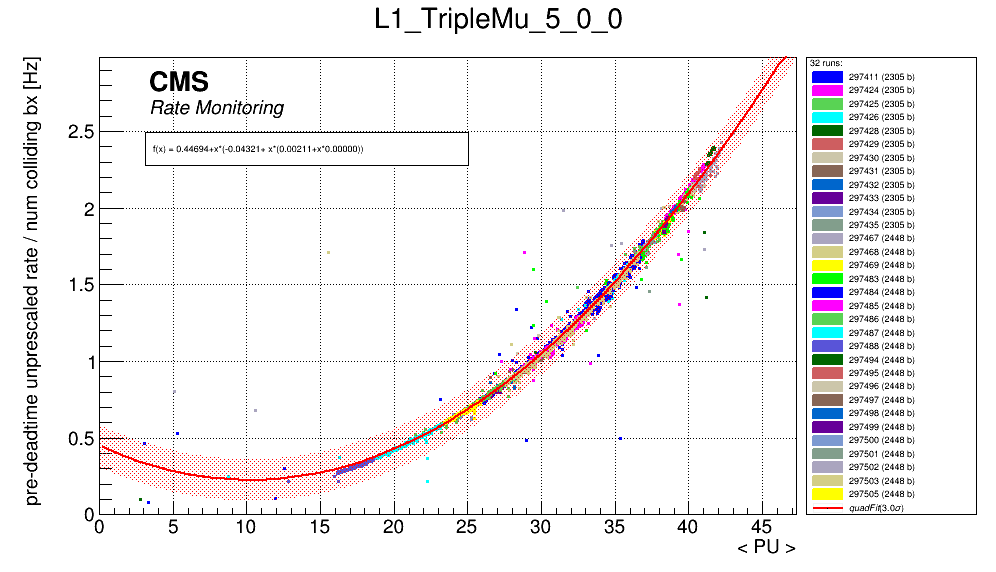 L1_TripleMu_5_0_0
pre-deadtime unprescaled rate / num colliding bx [Hz]
CMS
Rate Monitoring
f(x) = 0.44694+x*(-0.04321+ x*(0.00211+x*0.00000))
2.5
2
1.5
1
0.5
0
0 5 10 15 20 25 30 35 40 45
< PU >
32 runs:
297411 (2305 b)
297424 (2305 b)
297425 (2305 b)
297426 (2305 b)
297428 (2305 b)
297429 (2305 b)
297430 (2305 b)
297431 (2305 b)
297432 (2305 b)
297433 (2305 b)
297434 (2305 b)
297435 (2305 b)
297467 (2448 b)
297468 (2448 b)
297469 (2448 b)
297483 (2448 b)
297484 (2448 b)
297485 (2448 b)
297486 (2448 b)
297487 (2448 b)
297488 (2448 b)
297494 (2448 b)
297495 (2448 b)
297496 (2448 b)
297497 (2448 b)
297498 (2448 b)
297499 (2448 b)
297500 (2448 b)
297501 (2448 b)
297502 (2448 b)
297503 (2448 b)
297505 (2448 b)
quadFit(3.0σ)